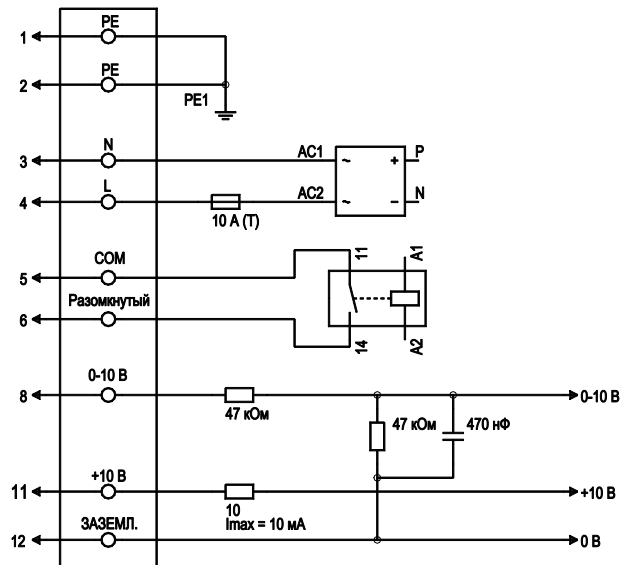 1 PE
2 PE
PE1
3 N AC1 ~ + P
4 L 10 А (Т) AC2 ~ − N
5 COM 11 A1
6 Разомкнутый 14 A2
8 0-10 В 47 кОм 47 кОм 470 нФ 0-10 В
11 +10 В 10 +10 В
Imax = 10 мА
12 ЗАЗЕМЛ. 0 В